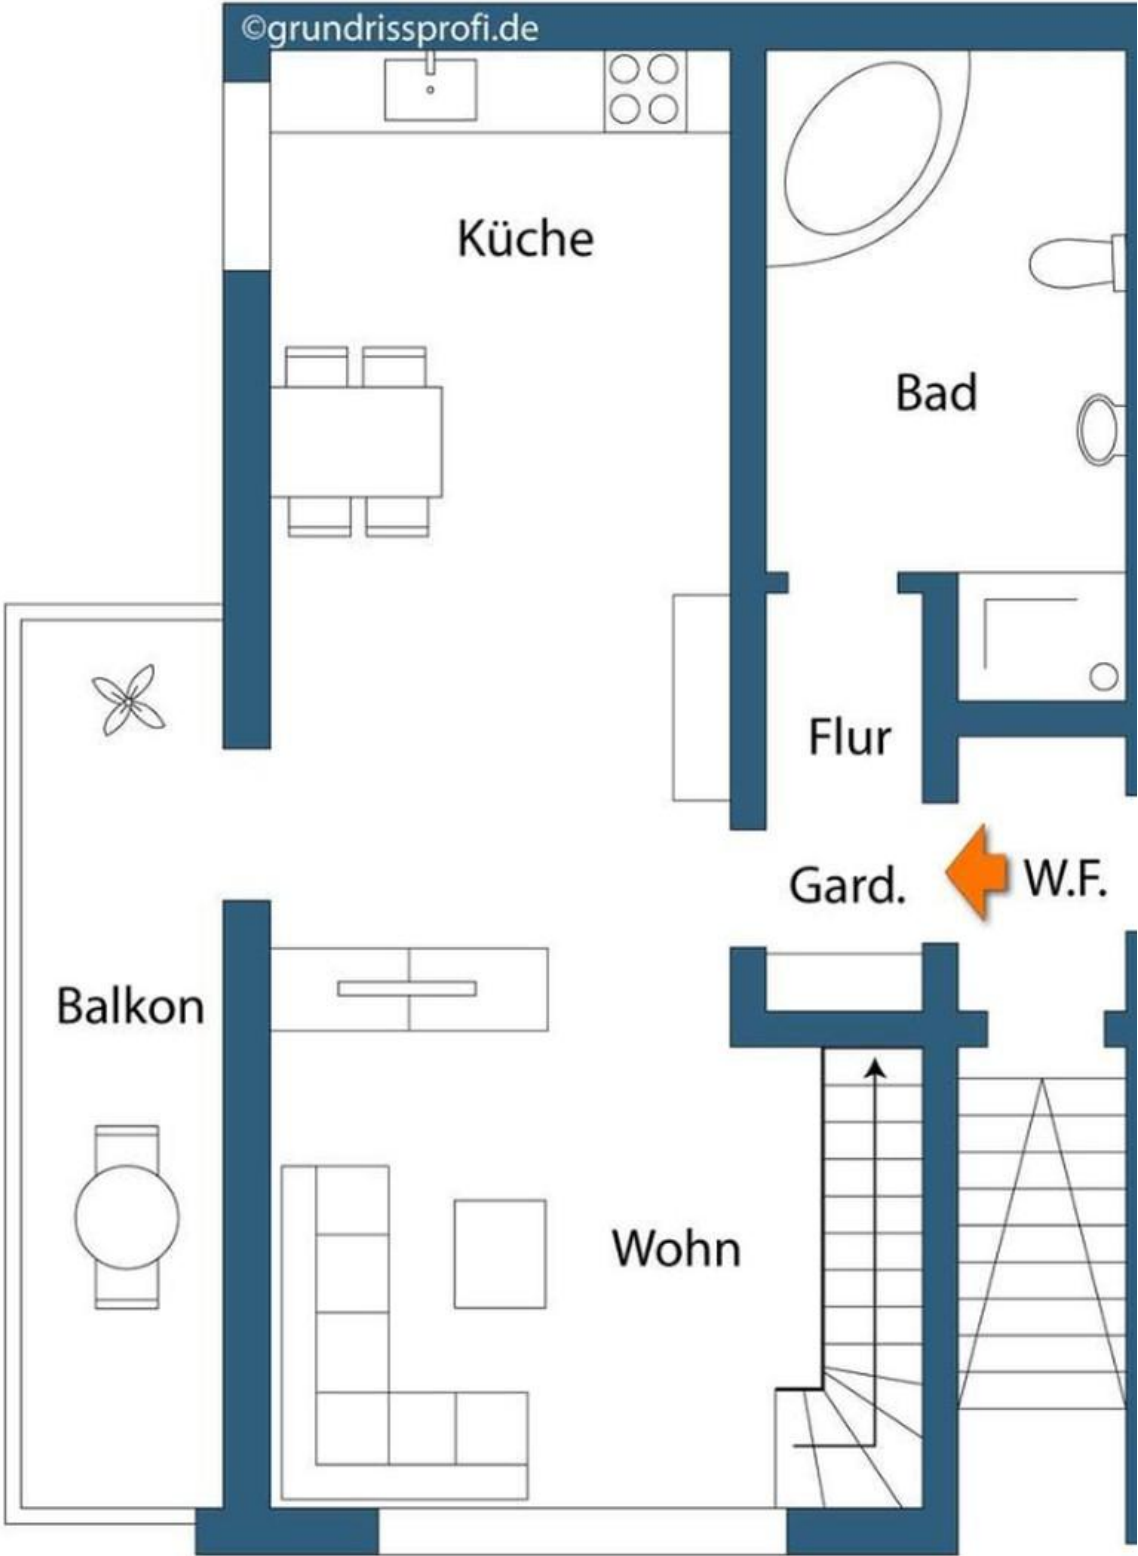 ©grundrissprofi.de
Küche
Bad
Flur
Gard.
W.F.
Balkon
Wohn